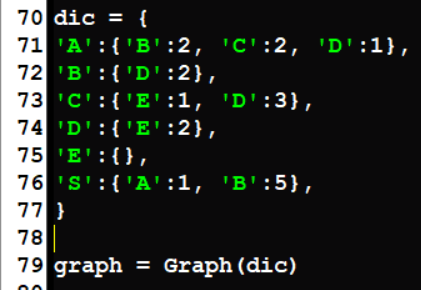 70 dic = {
71 'A':{'B':2, 'C':2, 'D':1},
72 'B':{'D':2},
73 'C':{'E':1, 'D':3},
74 'D':{'E':2},
75 'E':{},
76 'S':{'A':1, 'B':5},
77 }
78
79 graph = Graph(dic)